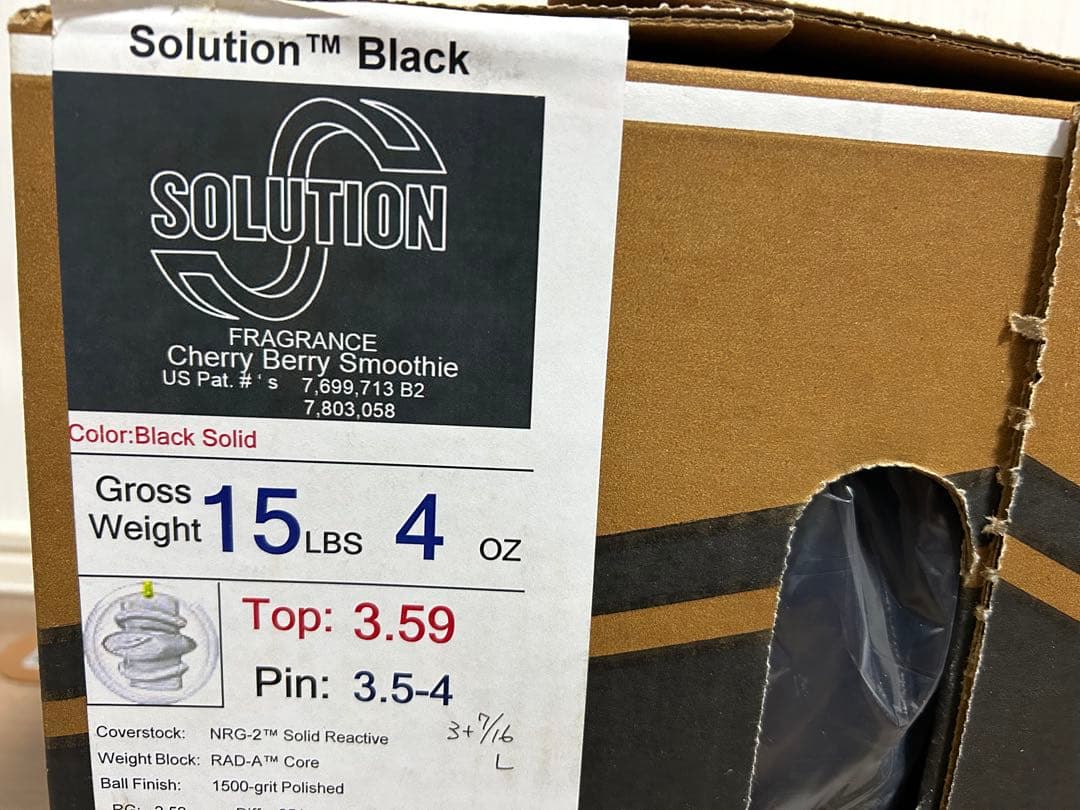 Solution™ Black
SOLUTION
FRAGRANCE
Cherry Berry Smoothie
US Pat. #'s 7,699,713 B2
7,803,058
Color:Black Solid
Gross Weight 15 LBS 4 OZ
Top: 3.59
Pin: 3.5-4
3+7/16
L
Coverstock: NRG-2™ Solid Reactive
Weight Block: RAD-A™ Core
Ball Finish: 1500-grit Polished